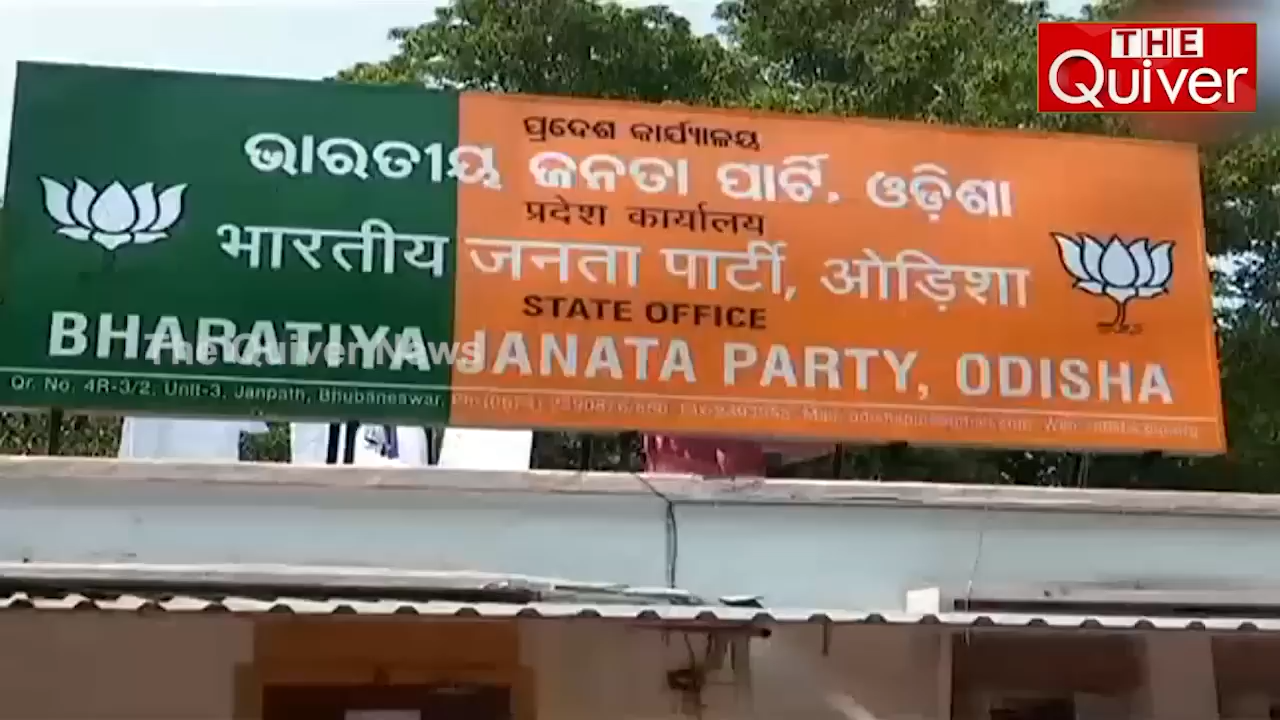 THE
Quiver
ପ୍ରଦେଶ କାର୍ଯ୍ୟାଳୟ
ଭାରତୀୟ ଜନତା ପାର୍ଟି, ଓଡ଼ିଶା
प्रदेश कार्यालय
भारतीय जनता पार्टी, ओड़िशा
STATE OFFICE
BHARATIYA JANATA PARTY, ODISHA
The Quiver News
Qr. No. 4R-3/2, Unit-3, Janpath, Bhubaneswar,